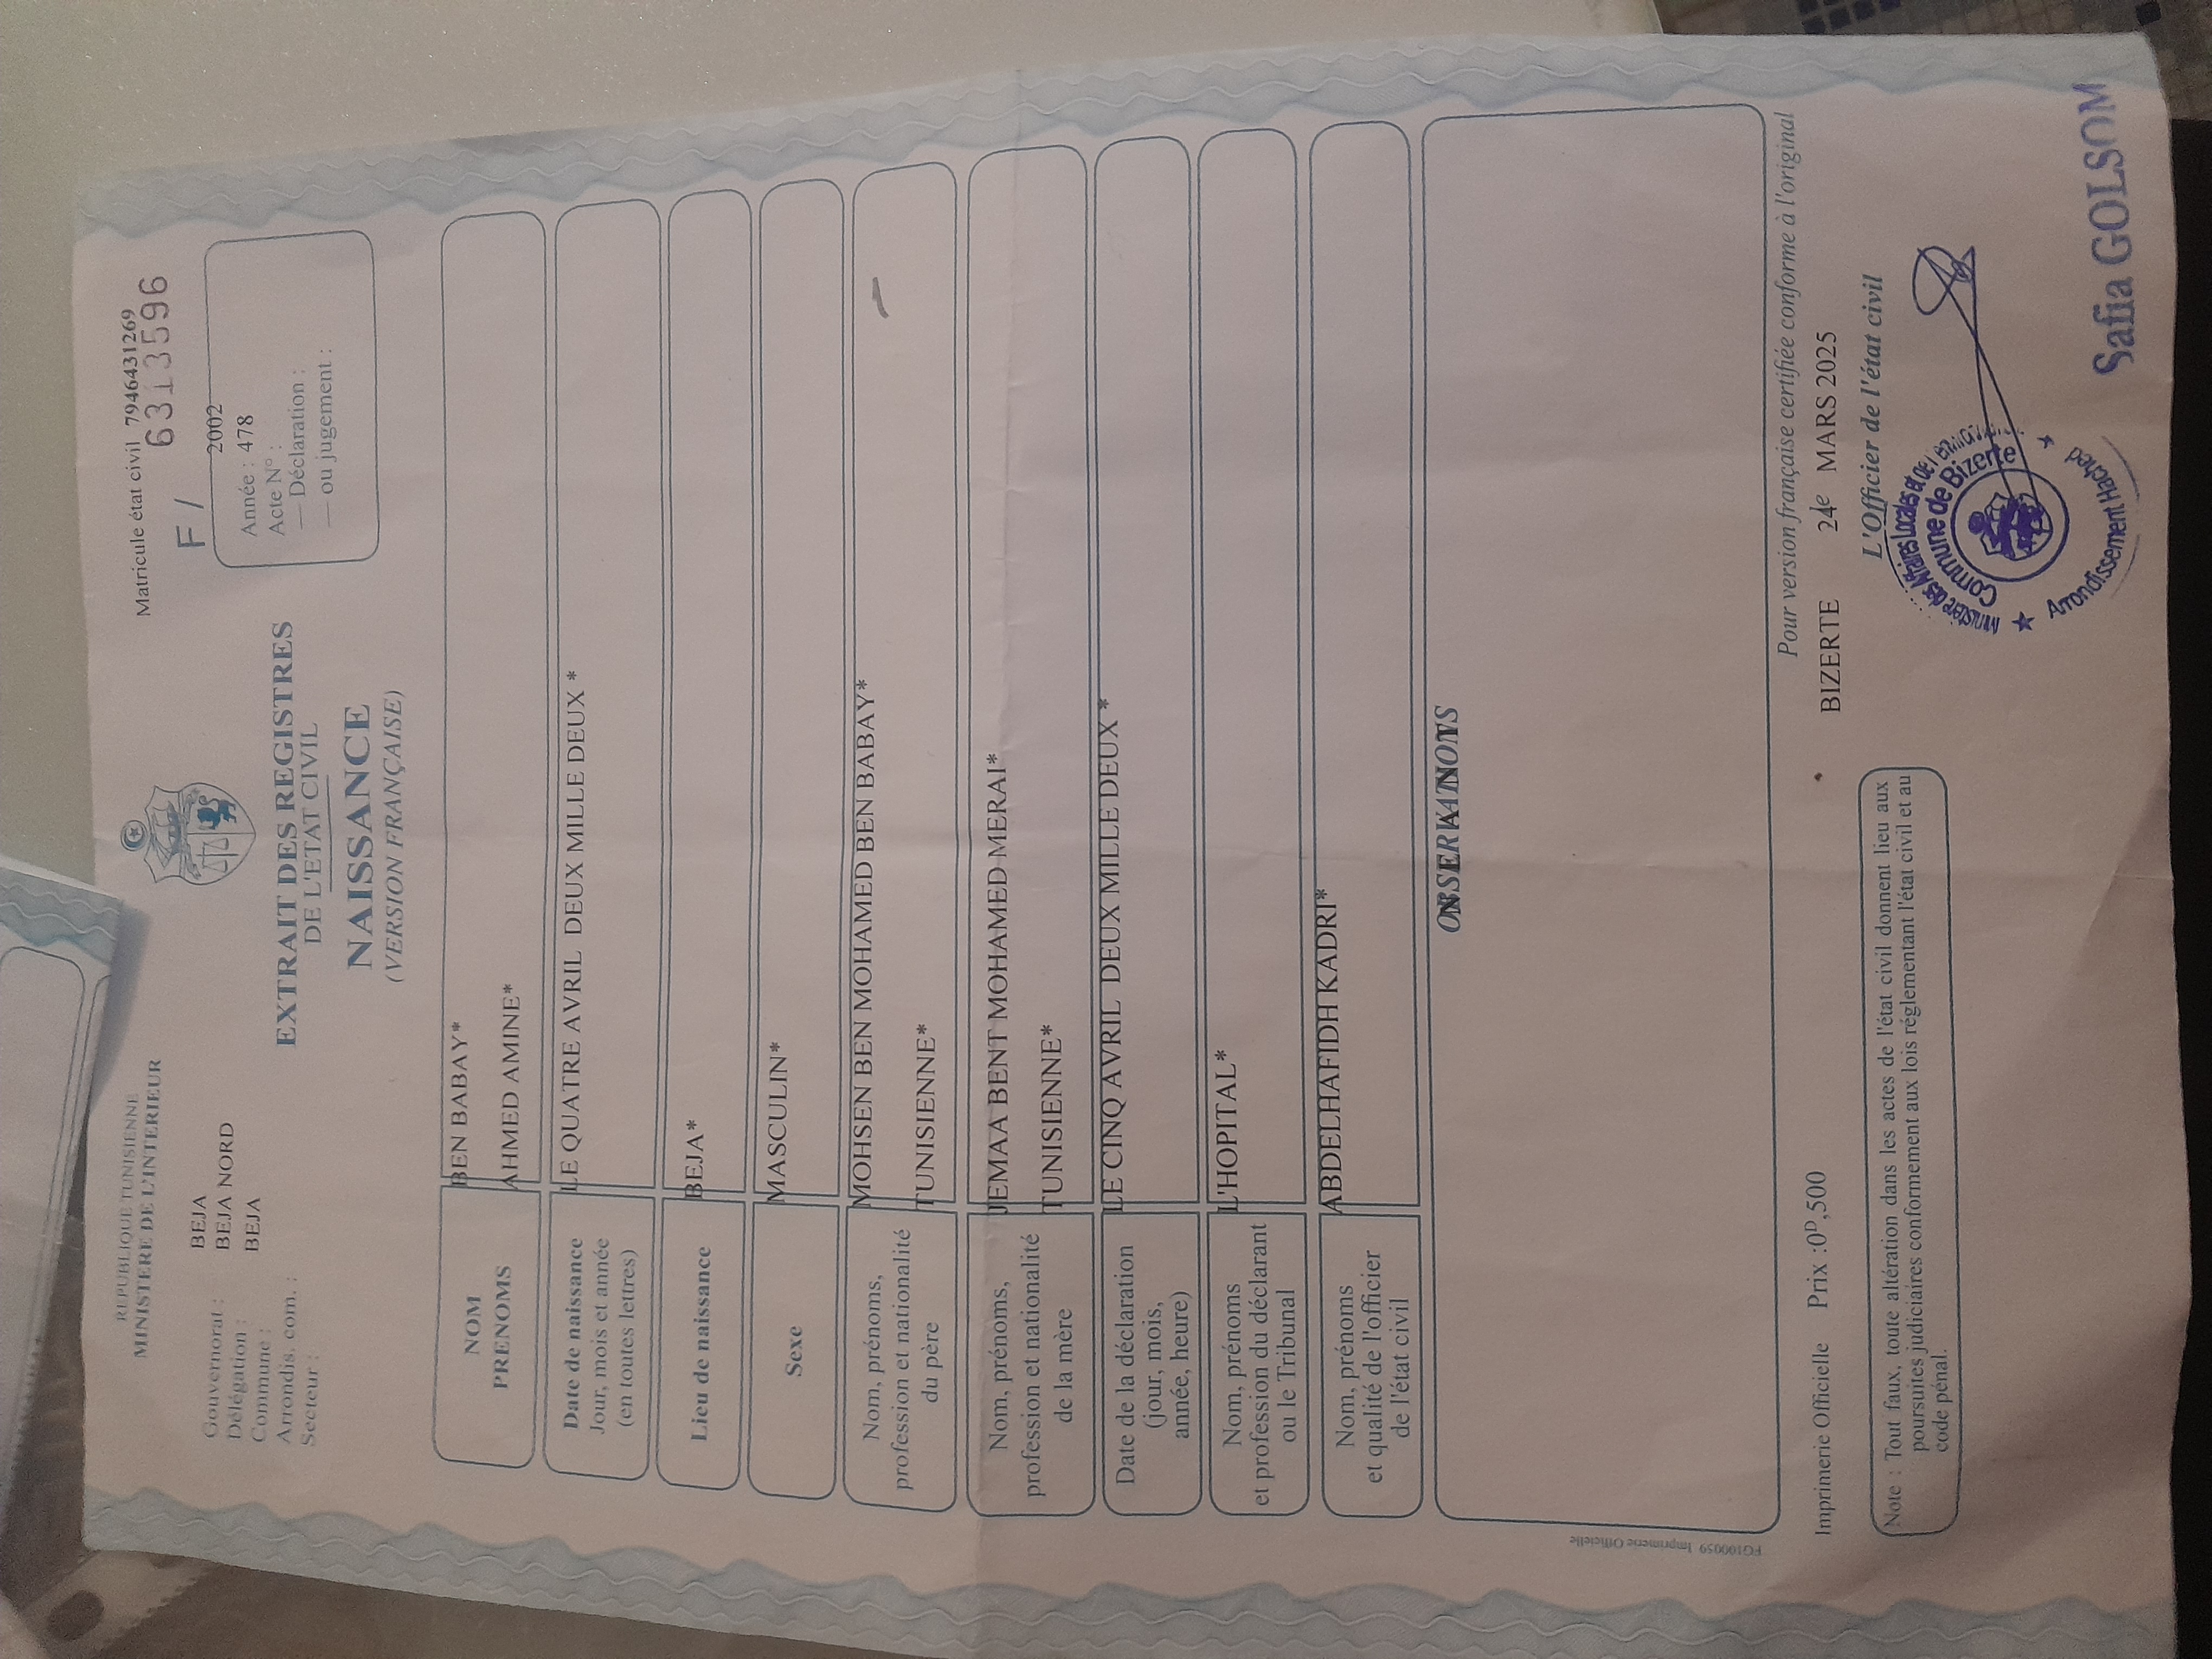 REPUBLIQUE TUNISIENNE
MINISTERE DE L'INTERIEUR
Gouvernorat : BEJA
Délégation : BEJA NORD
Commune : BEJA
Arrondis. com. :
Secteur :
Matricule état civil 7946431269
F / 6313596
2002
Année : 478
Acte N° :
— Déclaration :
— ou jugement :
EXTRAIT DES REGISTRES
DE L'ETAT CIVIL
NAISSANCE
(VERSION FRANÇAISE)
NOM BEN BABAY*
PRENOMS AHMED AMINE*
Date de naissance
Jour, mois et année
(en toutes lettres)
LE QUATRE AVRIL DEUX MILLE DEUX *
Lieu de naissance BEJA*
Sexe MASCULIN*
Nom, prénoms,
profession et nationalité
du père
MOHSEN BEN MOHAMED BEN BABAY*
TUNISIENNE*
Nom, prénoms,
profession et nationalité
de la mère
JEMAA BENT MOHAMED MERAI*
TUNISIENNE*
Date de la déclaration
(jour, mois,
année, heure)
LE CINQ AVRIL DEUX MILLE DEUX *
Nom, prénoms
et profession du déclarant
ou le Tribunal
L'HOPITAL*
Nom, prénoms
et qualité de l'officier
de l'état civil
ABDELHAFIDH KADRI*
FG100059 Imprimerie Officielle
Pour version française certifiée conforme à l'original
Imprimerie Officielle Prix :0D,500
BIZERTE 24e MARS 2025
L'Officier de l'état civil
Note : Tout faux, toute altération dans les actes de l'état civil donnent lieu aux
poursuites judiciaires conformement aux lois réglementant l'état civil et au
code pénal.
Ministère des Affaires Locales et de l'
Commune de Bizerte
Arrondissement Hached
Safia GOLSOM